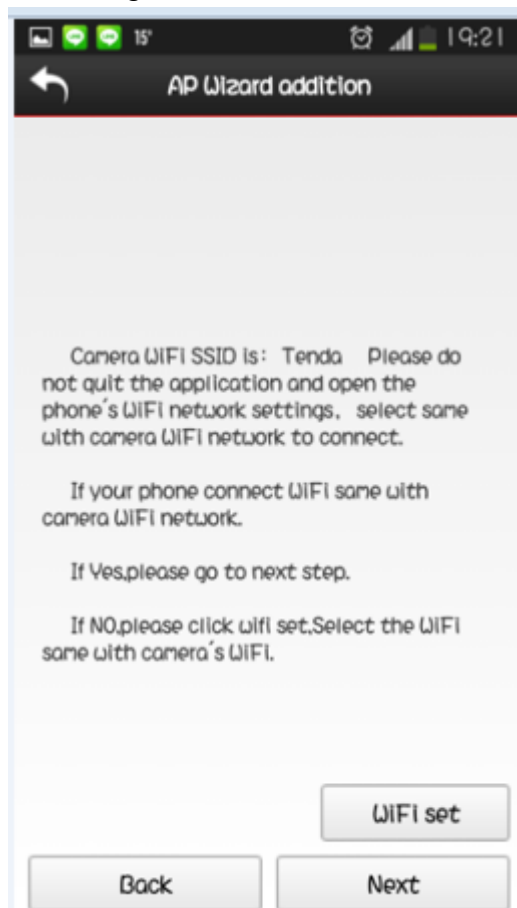 15° 19:21
AP Wizard addition
Camera WiFi SSID is： Tenda Please do
not quit the application and open the
phone's WiFi network settings, select same
with camera WiFi network to connect.
If your phone connect WiFi same with
camera WiFi network.
If Yes,please go to next step.
If NO,please click wifi set,Select the WiFi
same with camera's WiFi.
WiFi set
Back Next